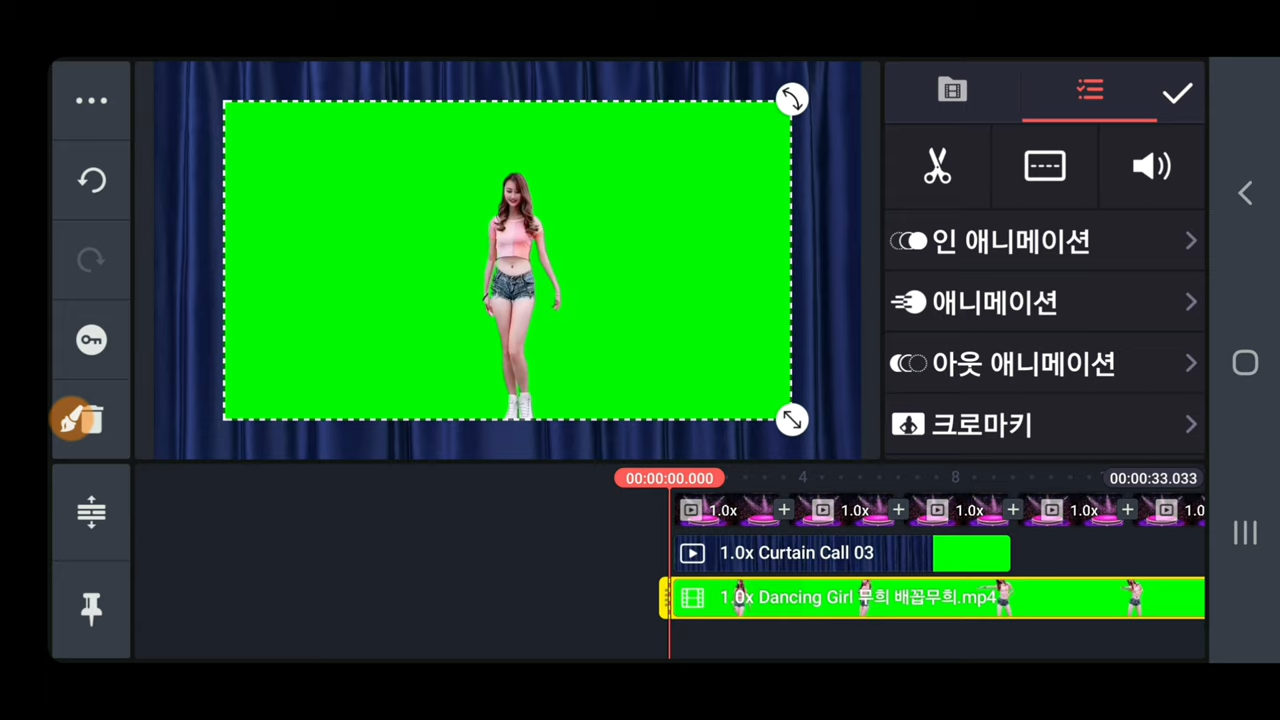 인 애니메이션
애니메이션
아웃 애니메이션
크로마키
00:00:00.000
4
8
00:00:33.033
1.0x
1.0x
1.0x
1.0x
1.0
1.0x Curtain Call 03
1.0x Dancing Girl 무희 배꼽무희.mp4